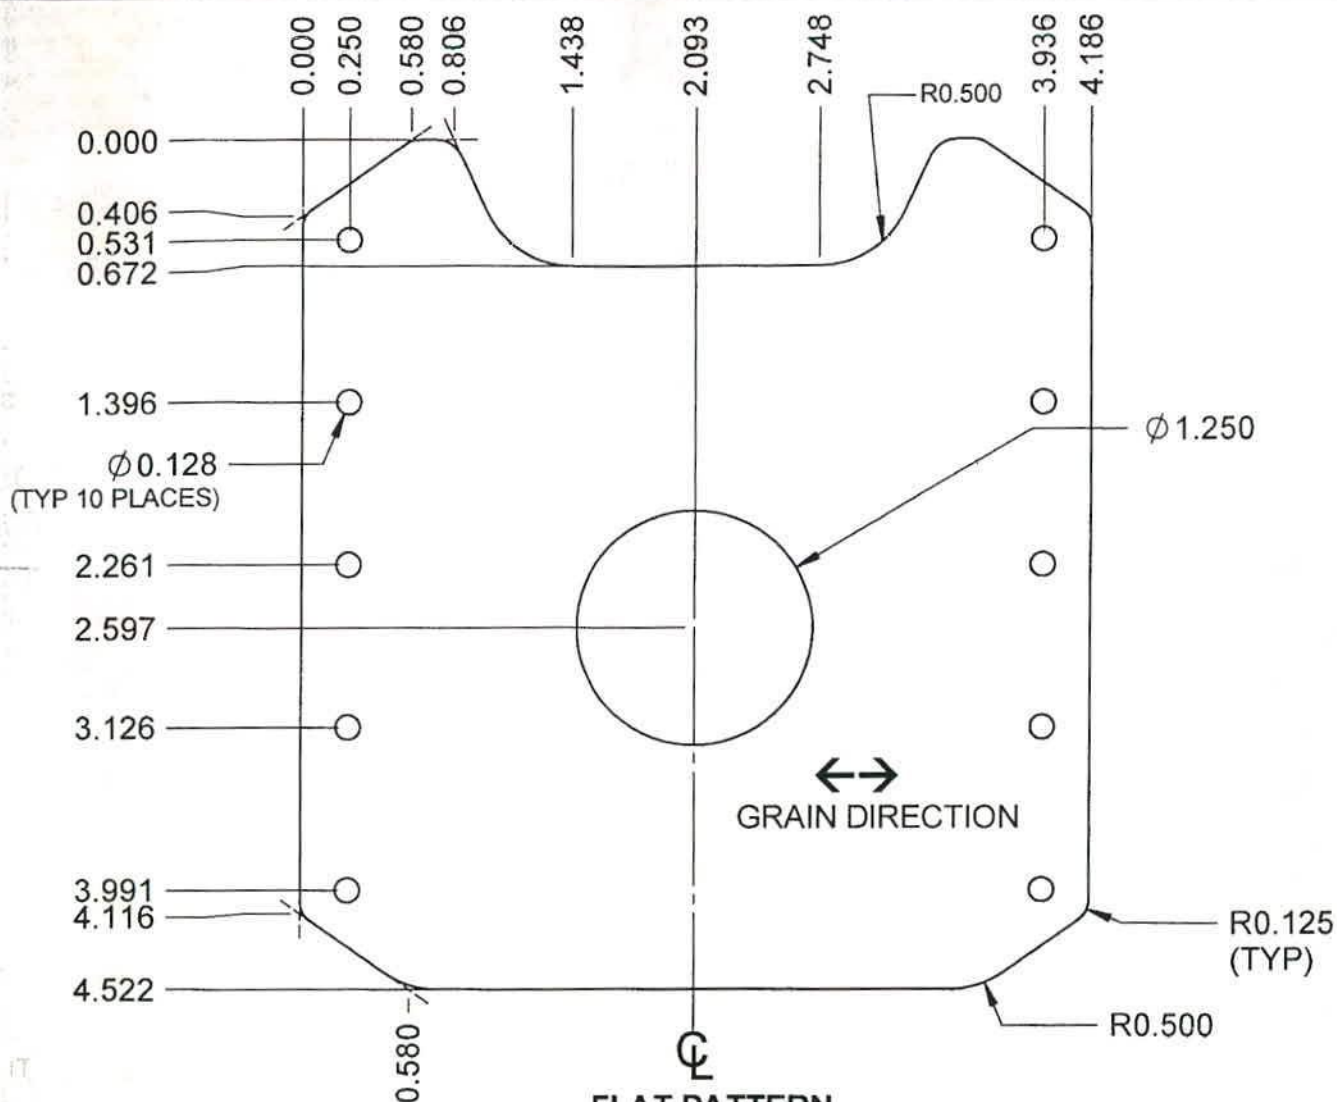 0.000
0.250
0.580
0.806
1.438
2.093
2.748
R0.500
3.936
4.186
0.000
0.406
0.531
0.672
1.396
Ø0.128
(TYP 10 PLACES)
Ø1.250
2.261
2.597
3.126
GRAIN DIRECTION
3.991
4.116
R0.125
(TYP)
4.522
R0.500
0.580
℄
FLAT PATTERN